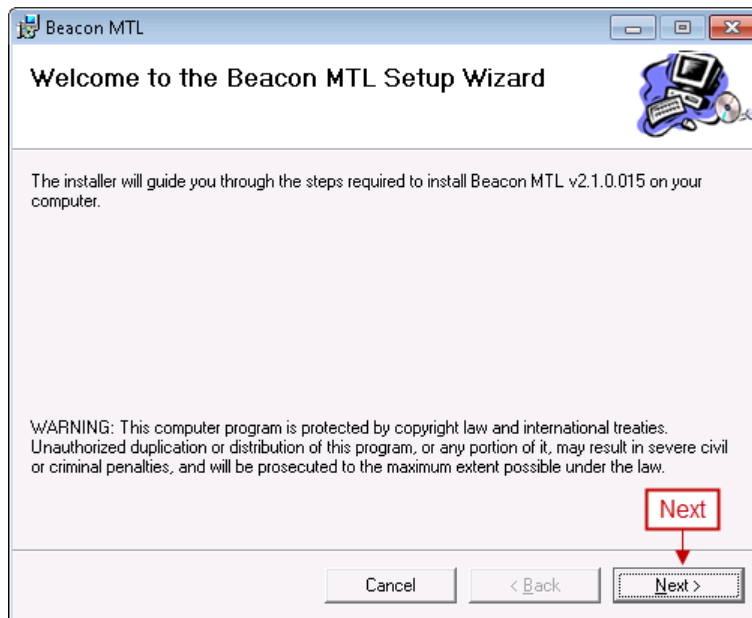 Beacon MTL
Welcome to the Beacon MTL Setup Wizard
The installer will guide you through the steps required to install Beacon MTL v2.1.0.015 on your
computer.
WARNING: This computer program is protected by copyright law and international treaties.
Unauthorized duplication or distribution of this program, or any portion of it, may result in severe civil
or criminal penalties, and will be prosecuted to the maximum extent possible under the law.
Next
Cancel
< Back
Next >